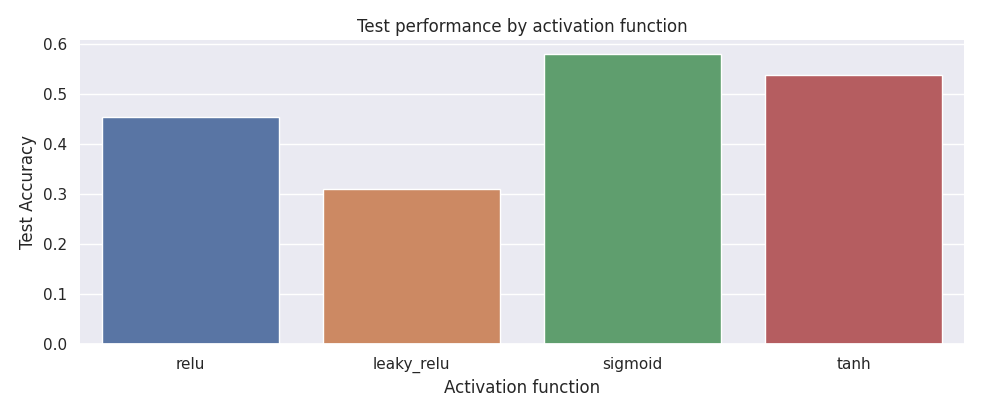 Test performance by activation function
Test Accuracy
0.6
0.5
0.4
0.3
0.2
0.1
0.0
relu leaky_relu sigmoid tanh
Activation function